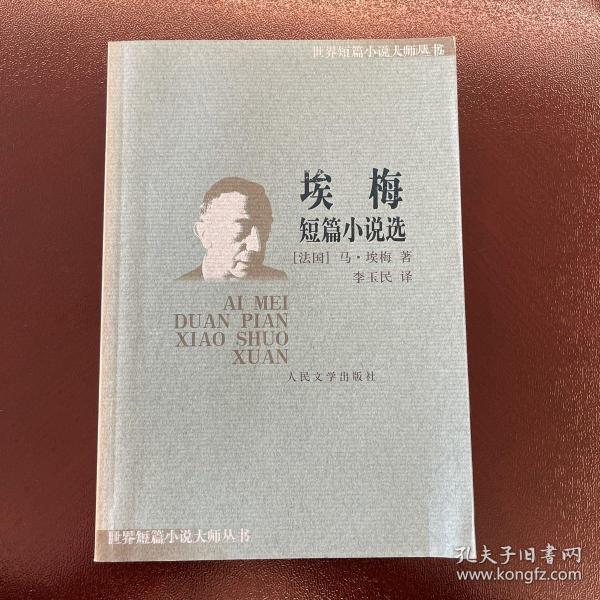 世界短篇小说大师丛书
埃梅
短篇小说选
[法国] 马·埃梅 著
李玉民 译
AI MEI
DUAN PIAN
XIAO SHUO
XUAN
人民文学出版社
世界短篇小说大师丛书
孔夫子旧书网
www.kongfz.com